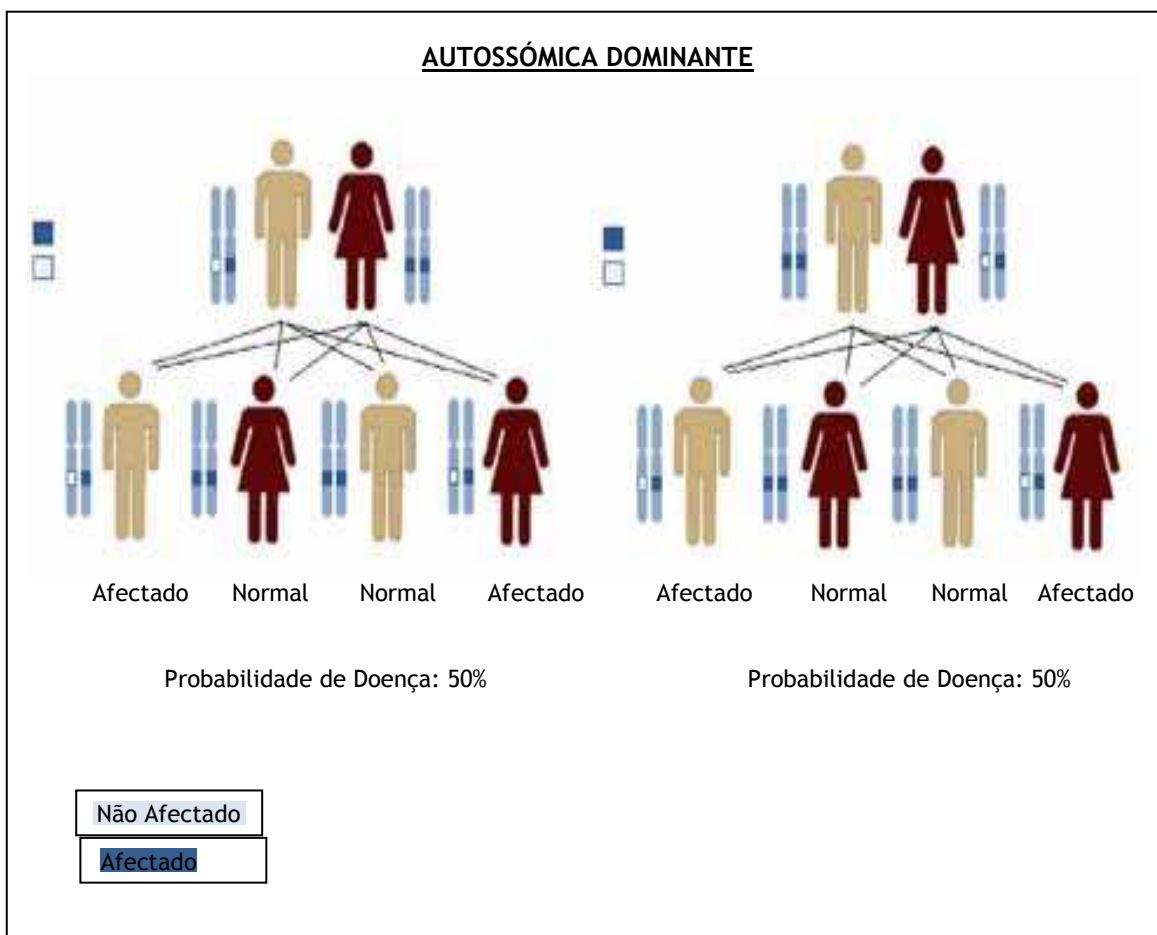 AUTOSSÓMICA DOMINANTE
Afectado Normal Normal Afectado Afectado Normal Normal Afectado
Probabilidade de Doença: 50% Probabilidade de Doença: 50%
Não Afectado
Afectado